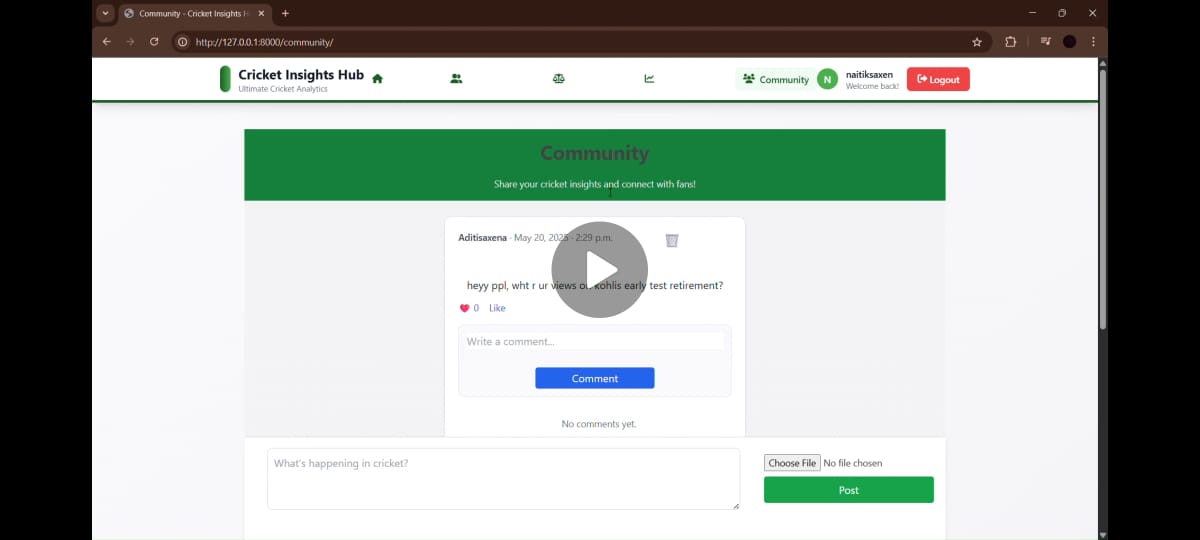 Community - Cricket Insights H
http://127.0.0.1:8000/community/
Cricket Insights Hub
Ultimate Cricket Analytics
Community
N
naitiksaxen
Welcome back!
Logout
Community
Share your cricket insights and connect with fans!
Aditisaxena · May 20, 2025 · 2:29 p.m.
heyy ppl, wht r ur views on kohlis early test retirement?
0 Like
Write a comment...
Comment
No comments yet.
What's happening in cricket?
Choose File No file chosen
Post